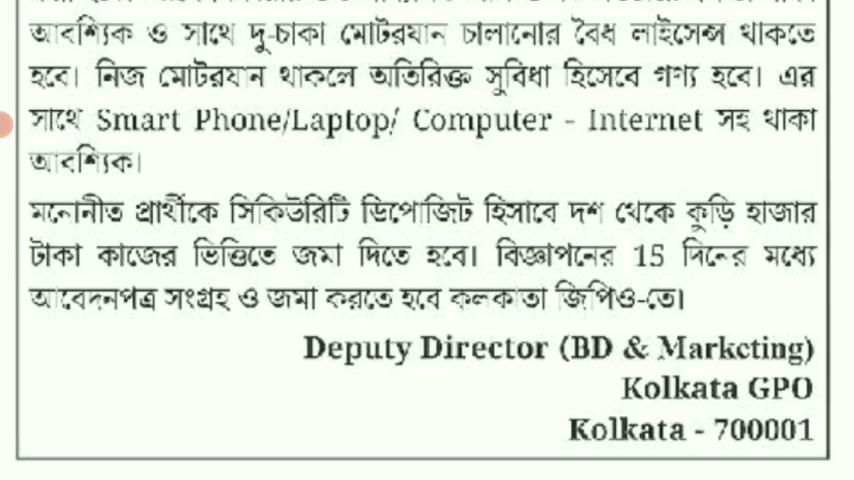 আবশ্যিক ও সাথে দু-চাকা মোটরযান চালানোর বৈধ লাইসেন্স থাকতে
হবে। নিজ মোটরযান থাকলে অতিরিক্ত সুবিধা হিসেবে গণ্য হবে। এর
সাথে Smart Phone/Laptop/ Computer - Internet সহ থাকা
আবশ্যিক।
মনোনীত প্রার্থীকে সিকিউরিটি ডিপোজিট হিসাবে দশ থেকে কুড়ি হাজার
টাকা কাজের ভিত্তিতে জমা দিতে হবে। বিজ্ঞাপনের 15 দিনের মধ্যে
আবেদনপত্র সংগ্রহ ও জমা করতে হবে কলকাতা জিপিও-তে।
Deputy Director (BD & Marketing)
Kolkata GPO
Kolkata - 700001